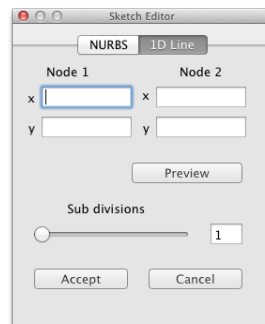 Sketch Editor
NURBS 1D Line
Node 1 Node 2
x x
y y
Preview
Sub divisions
1
Accept Cancel